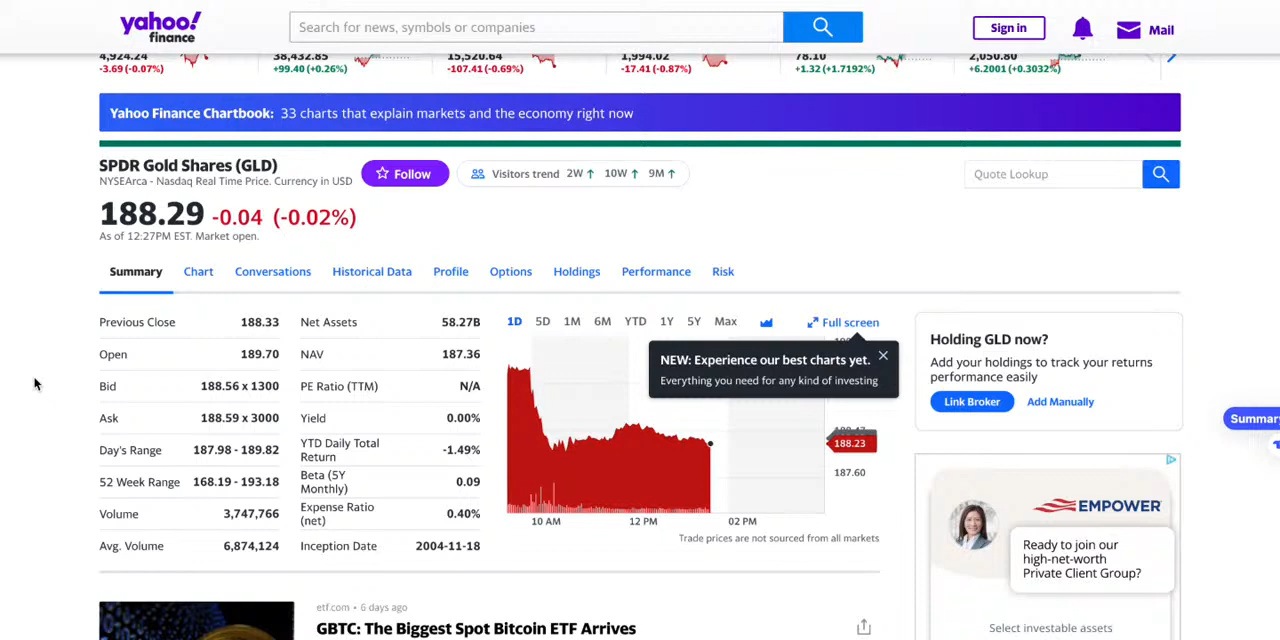 yahoo!
finance
Search for news, symbols or companies
Sign in
Mail
4,924.24 38,432.85 15,520.64 1,994.02 78.10 2,050.80
-3.69 (-0.07%) +99.40 (+0.26%) -107.41 (-0.69%) -17.41 (-0.87%) +1.32 (+1.7192%) +6.2001 (+0.3032%)
Yahoo Finance Chartbook: 33 charts that explain markets and the economy right now
SPDR Gold Shares (GLD)
NYSEArca - Nasdaq Real Time Price. Currency in USD
Follow
Visitors trend 2W ↑ 10W ↑ 9M ↑
Quote Lookup
188.29 -0.04 (-0.02%)
As of 12:27PM EST. Market open.
Summary Chart Conversations Historical Data Profile Options Holdings Performance Risk
Previous Close 188.33
Open 189.70
Bid 188.56 x 1300
Ask 188.59 x 3000
Day's Range 187.98 - 189.82
52 Week Range 168.19 - 193.18
Volume 3,747,766
Avg. Volume 6,874,124
Net Assets 58.27B
NAV 187.36
PE Ratio (TTM) N/A
Yield 0.00%
YTD Daily Total
Return -1.49%
Beta (5Y
Monthly) 0.09
Expense Ratio
(net) 0.40%
Inception Date 2004-11-18
1D 5D 1M 6M YTD 1Y 5Y Max
Full screen
NEW: Experience our best charts yet.
Everything you need for any kind of investing
188.23
187.60
10 AM 12 PM 02 PM
Trade prices are not sourced from all markets
Holding GLD now?
Add your holdings to track your returns
performance easily
Link Broker Add Manually
Summary
EMPOWER
Ready to join our
high-net-worth
Private Client Group?
Select investable assets
etf.com • 6 days ago
GBTC: The Biggest Spot Bitcoin ETF Arrives